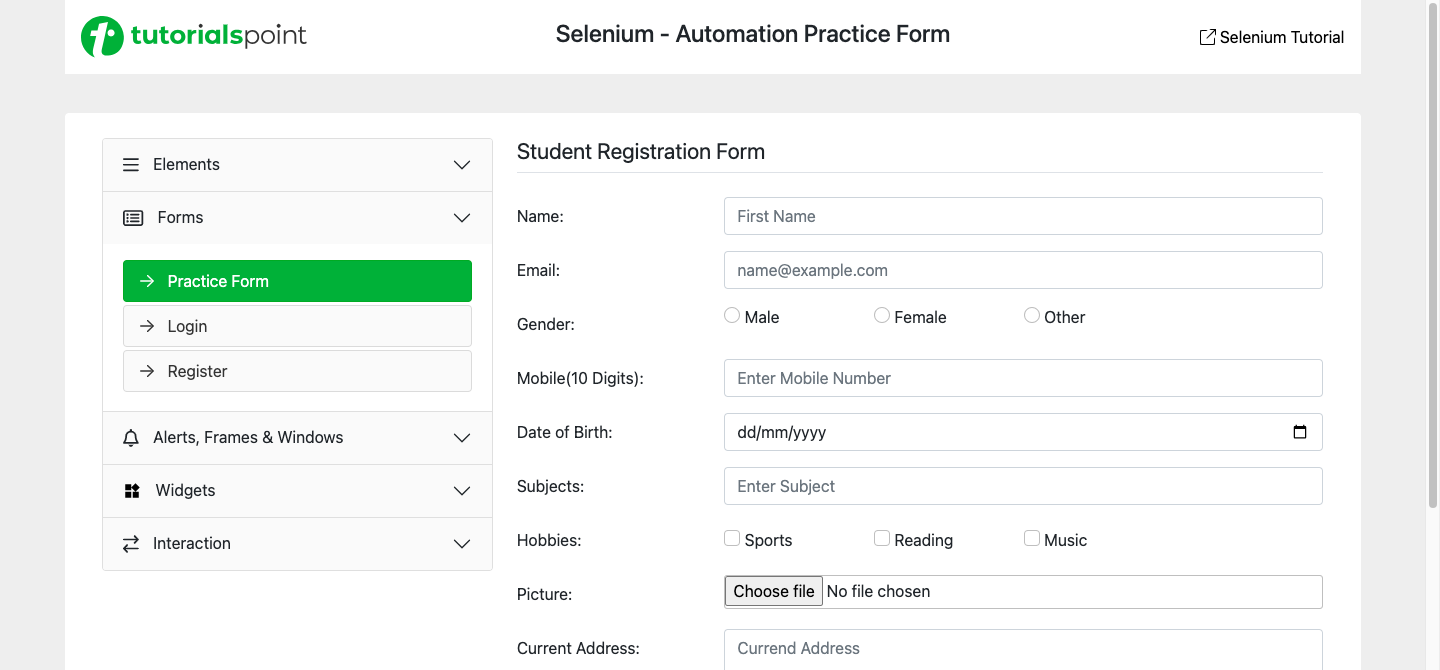 tutorialspoint
Selenium - Automation Practice Form
Selenium Tutorial
Elements
Forms
Practice Form
Login
Register
Alerts, Frames & Windows
Widgets
Interaction
Student Registration Form
Name:
First Name
Email:
name@example.com
Gender:
Male Female Other
Mobile(10 Digits):
Enter Mobile Number
Date of Birth:
dd/mm/yyyy
Subjects:
Enter Subject
Hobbies:
Sports Reading Music
Picture:
Choose file No file chosen
Current Address:
Currend Address